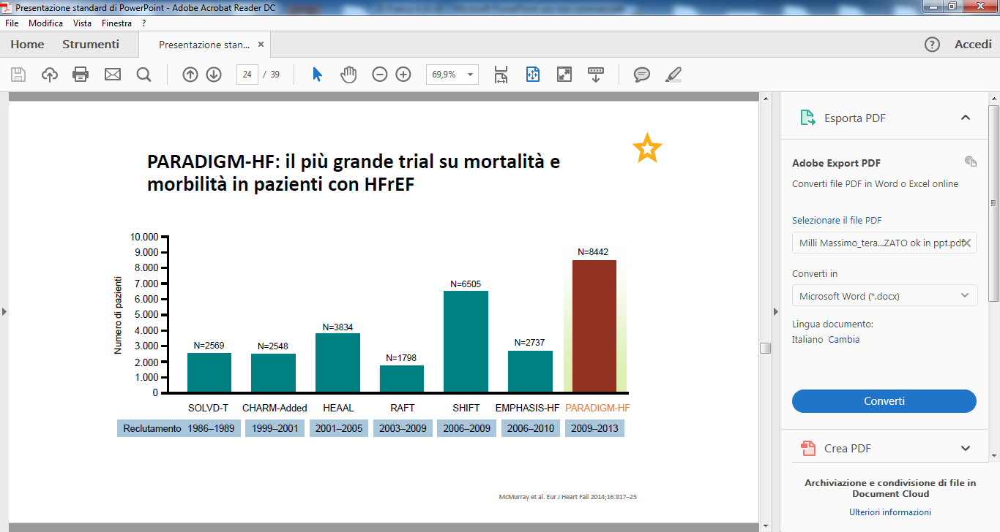 Presentazione standard di PowerPoint - Adobe Acrobat Reader DC
File Modifica Vista Finestra ?
Home Strumenti Presentazione stan... × ? Accedi
24 / 39 69,9%
PARADIGM-HF: il più grande trial su mortalità e
morbilità in pazienti con HFrEF
Numero di pazienti
10.000
9.000
8.000
7.000
6.000
5.000
4.000
3.000
2.000
1.000
0
N=2569
N=2548
N=3834
N=1798
N=6505
N=2737
N=8442
SOLVD-T CHARM-Added HEAAL RAFT SHIFT EMPHASIS-HF PARADIGM-HF
Reclutamento 1986–1989 1999–2001 2001–2005 2003–2009 2006–2009 2006–2010 2009–2013
McMurray et al. Eur J Heart Fail 2014;16:817–25
Esporta PDF
Adobe Export PDF
Converti file PDF in Word o Excel online
Selezionare il file PDF
Milli Massimo_tera...ZATO ok in ppt.pdf
Converti in
Microsoft Word (*.docx)
Lingua documento:
Italiano Cambia
Converti
Crea PDF
Archiviazione e condivisione di file in
Document Cloud
Ulteriori informazioni